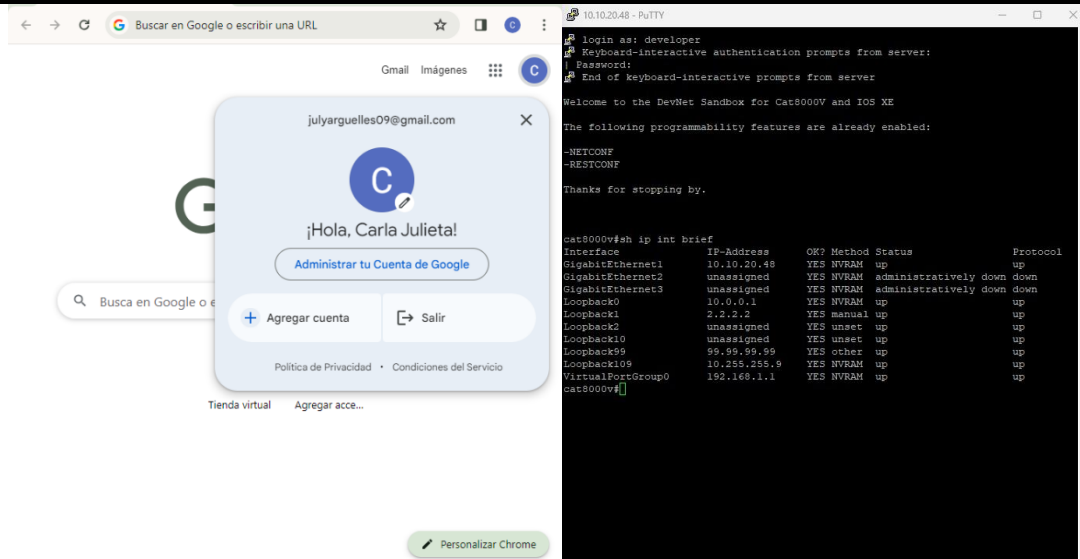 Buscar en Google o escribir una URL
C
Gmail Imágenes
C
julyarguelles09@gmail.com
C
¡Hola, Carla Julieta!
Administrar tu Cuenta de Google
Agregar cuenta
Salir
Política de Privacidad • Condiciones del Servicio
G
Busca en Google o e
Tienda virtual Agregar acce...
Personalizar Chrome
10.10.20.48 - PuTTY
login as: developer
Keyboard-interactive authentication prompts from server:
| Password:
End of keyboard-interactive prompts from server
Welcome to the DevNet Sandbox for Cat8000V and IOS XE
The following programmability features are already enabled:
-NETCONF
-RESTCONF
Thanks for stopping by.
cat8000v#sh ip int brief
Interface IP-Address OK? Method Status Protocol
GigabitEthernet1 10.10.20.48 YES NVRAM up up
GigabitEthernet2 unassigned YES NVRAM administratively down down
GigabitEthernet3 unassigned YES NVRAM administratively down down
Loopback0 10.0.0.1 YES NVRAM up up
Loopback1 2.2.2.2 YES manual up up
Loopback2 unassigned YES unset up up
Loopback10 unassigned YES unset up up
Loopback99 99.99.99.99 YES other up up
Loopback109 10.255.255.9 YES NVRAM up up
VirtualPortGroup0 192.168.1.1 YES NVRAM up up
cat8000v#